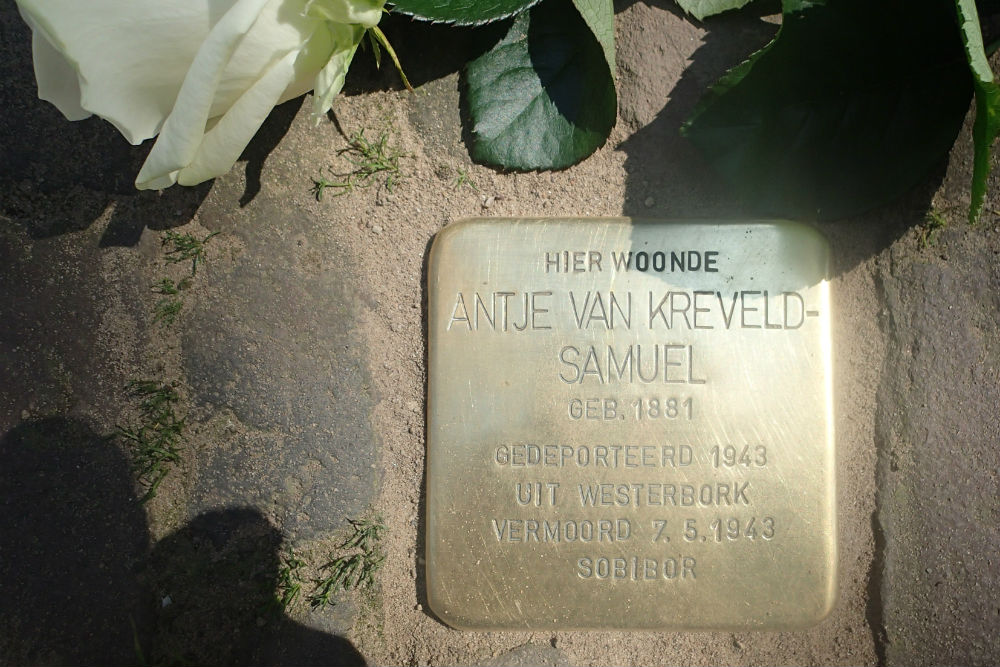 HIER WOONDE
ANTJE VAN KREVELD-
SAMUEL
GEB. 1881
GEDEPORTEERD 1943
UIT WESTERBORK
VERMOORD 7.5.1943
SOBIBOR